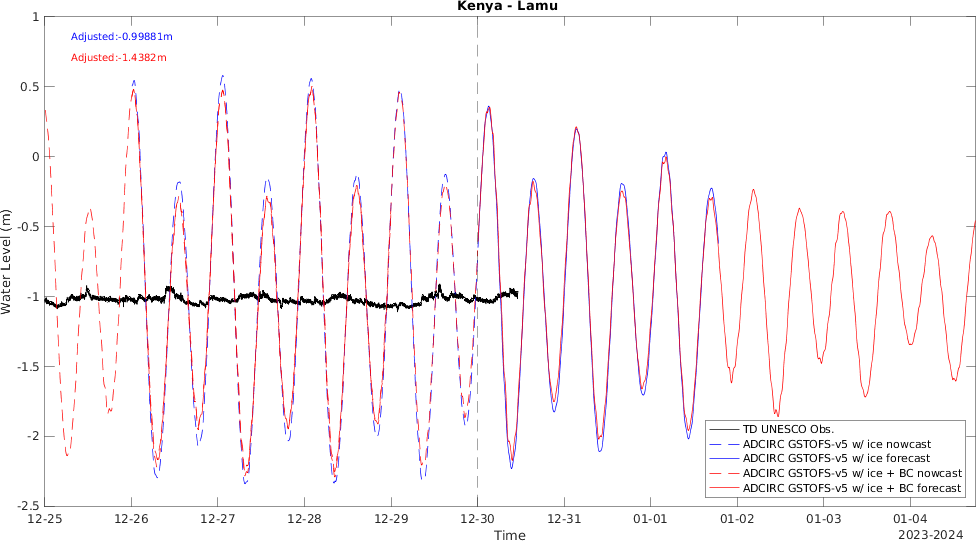 Kenya - Lamu
Adjusted:-0.99881m
Adjusted:-1.4382m
Water Level (m)
1
0.5
0
-0.5
-1
-1.5
-2
-2.5
12-25 12-26 12-27 12-28 12-29 12-30 12-31 01-01 01-02 01-03 01-04
Time
2023-2024
TD UNESCO Obs.
ADCIRC GSTOFS-v5 w/ ice nowcast
ADCIRC GSTOFS-v5 w/ ice forecast
ADCIRC GSTOFS-v5 w/ ice + BC nowcast
ADCIRC GSTOFS-v5 w/ ice + BC forecast